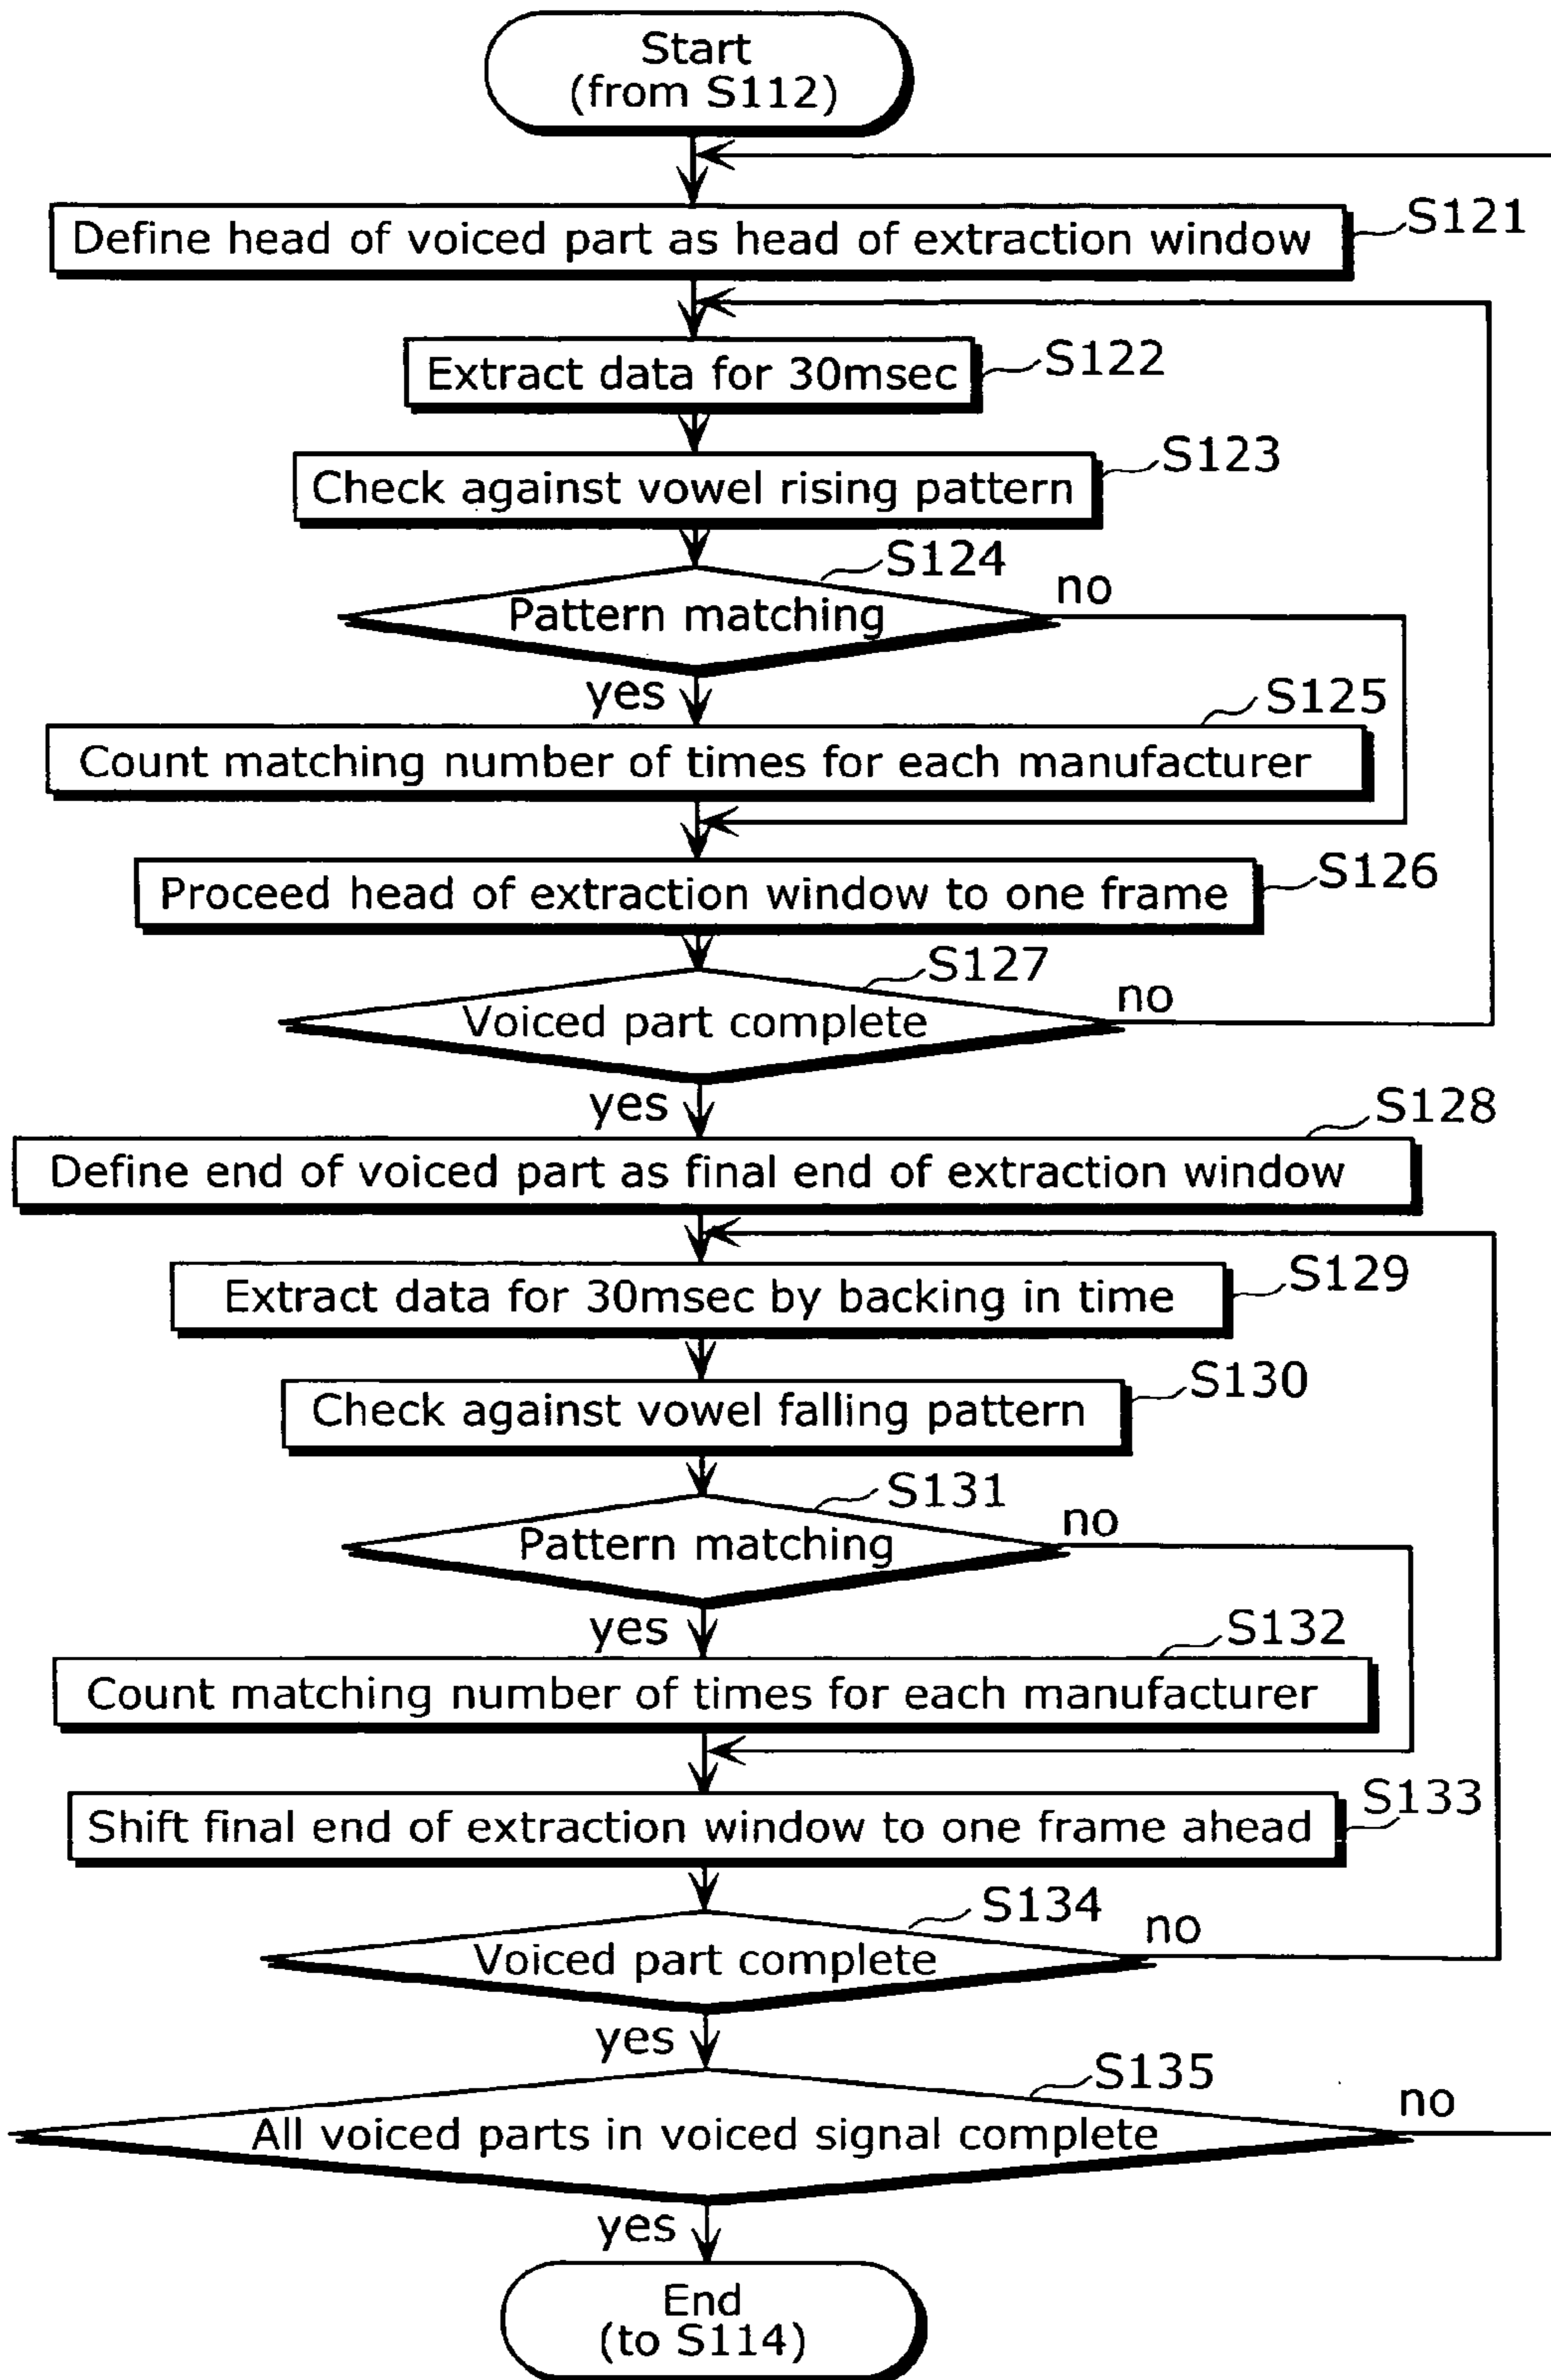 Start
(from S112)
Define head of voiced part as head of extraction window
S121
Extract data for 30msec
S122
Check against vowel rising pattern
S123
S124
Pattern matching
no
yes
S125
Count matching number of times for each manufacturer
Proceed head of extraction window to one frame
S126
S127
Voiced part complete
no
yes
S128
Define end of voiced part as final end of extraction window
Extract data for 30msec by backing in time
S129
Check against vowel falling pattern
S130
S131
Pattern matching
no
yes
S132
Count matching number of times for each manufacturer
Shift final end of extraction window to one frame ahead
S133
S134
Voiced part complete
no
yes
S135
All voiced parts in voiced signal complete
no
yes
End
(to S114)